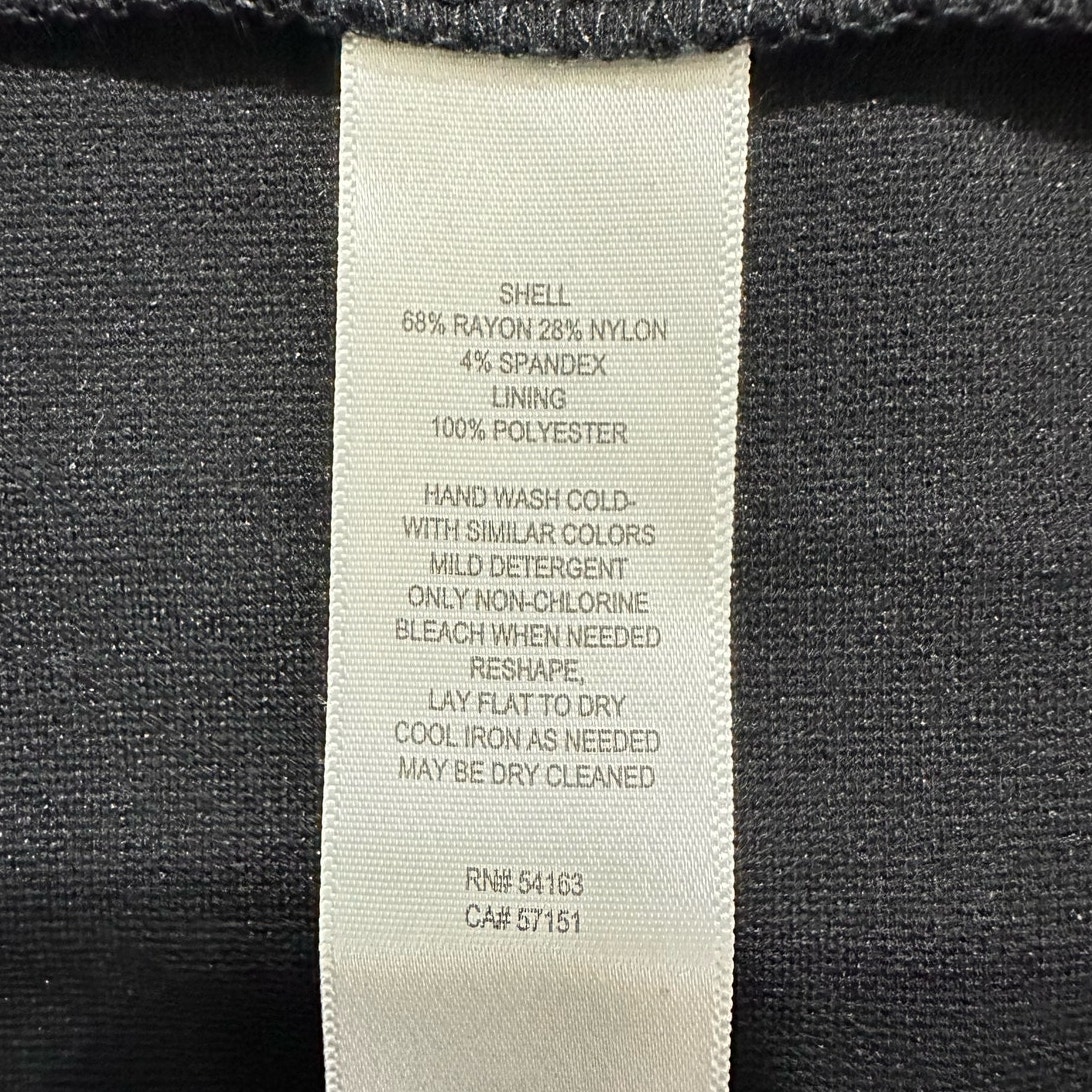 SHELL
68% RAYON 28% NYLON
4% SPANDEX
LINING
100% POLYESTER
HAND WASH COLD-
WITH SIMILAR COLORS
MILD DETERGENT
ONLY NON-CHLORINE
BLEACH WHEN NEEDED
RESHAPE,
LAY FLAT TO DRY
COOL IRON AS NEEDED
MAY BE DRY CLEANED
RN# 54163
CA# 57151